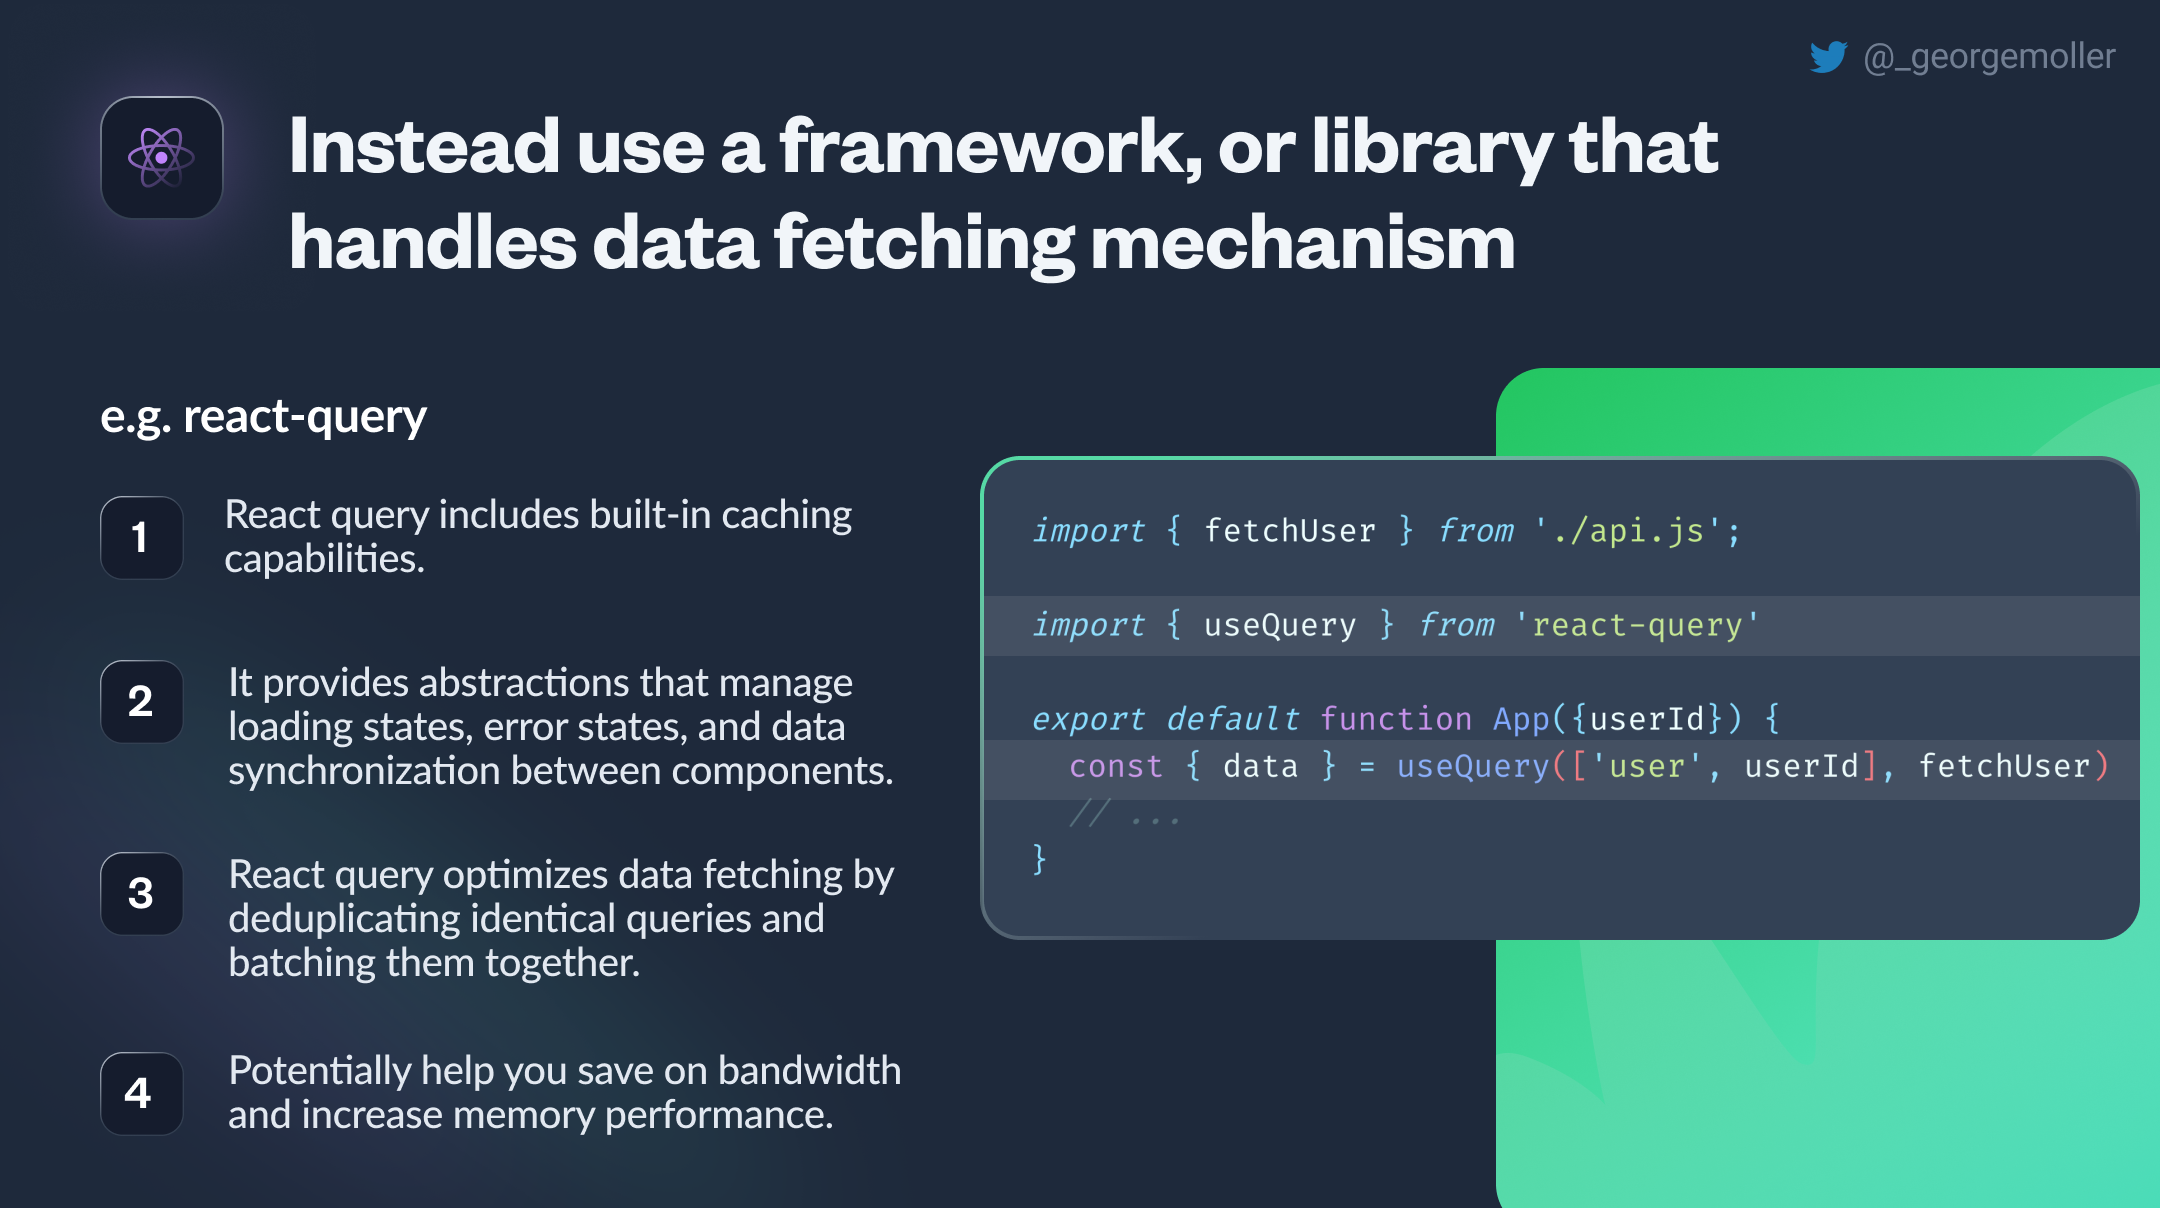 @_georgemoller
Instead use a framework, or library that
handles data fetching mechanism
e.g. react-query
1
React query includes built-in caching
capabilities.
2
It provides abstractions that manage
loading states, error states, and data
synchronization between components.
3
React query optimizes data fetching by
deduplicating identical queries and
batching them together.
4
Potentially help you save on bandwidth
and increase memory performance.
import { fetchUser } from './api.js';
import { useQuery } from 'react-query'
export default function App({userId}) {
  const { data } = useQuery(['user', userId], fetchUser)
  // ...
}